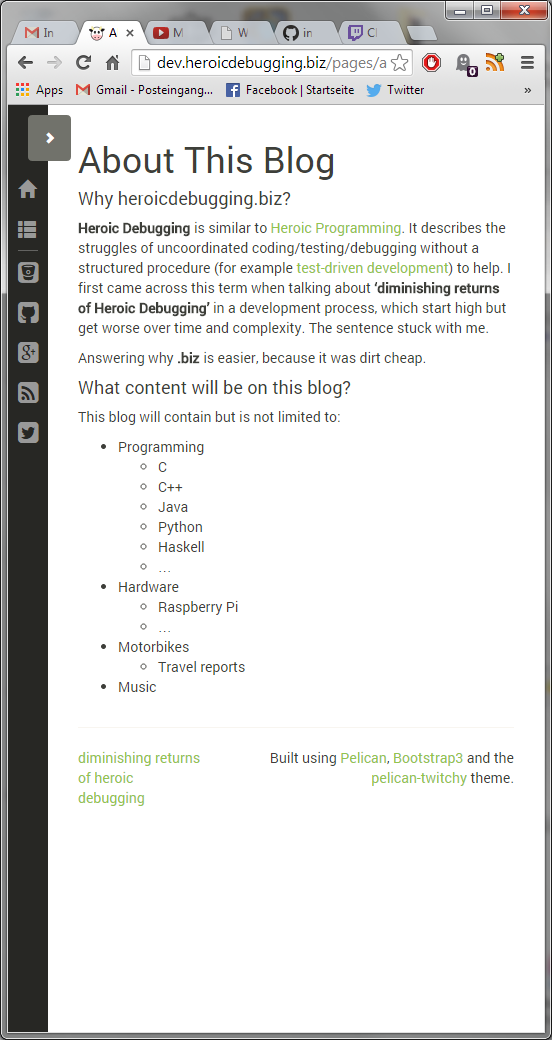 In
A
M
W
in
Cl
dev.heroicdebugging.biz/pages/a
0
Apps
Gmail - Posteingang...
Facebook | Startseite
Twitter
»
About This Blog
Why heroicdebugging.biz?
Heroic Debugging is similar to Heroic Programming. It describes the
struggles of uncoordinated coding/testing/debugging without a
structured procedure (for example test-driven development) to help. I
first came across this term when talking about ‘diminishing returns
of Heroic Debugging’ in a development process, which start high but
get worse over time and complexity. The sentence stuck with me.
Answering why .biz is easier, because it was dirt cheap.
What content will be on this blog?
This blog will contain but is not limited to:
Programming
C
C++
Java
Python
Haskell
…
Hardware
Raspberry Pi
…
Motorbikes
Travel reports
Music
diminishing returns
of heroic
debugging
Built using Pelican, Bootstrap3 and the
pelican-twitchy theme.